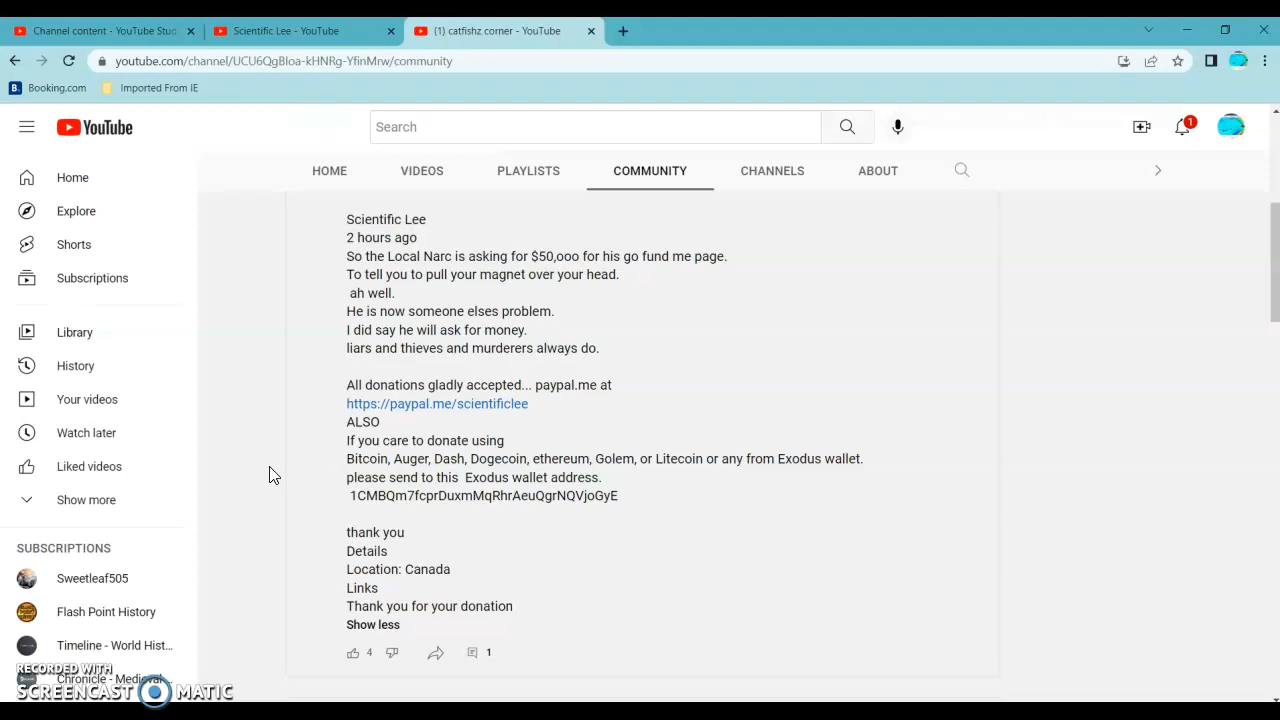 Channel content - YouTube Stud
Scientific Lee - YouTube
(1) catfishz corner - YouTube
youtube.com/channel/UCU6QgBIoa-kHNRg-YfinMrw/community
Booking.com
Imported From IE
YouTube
Search
1
HOME
VIDEOS
PLAYLISTS
COMMUNITY
CHANNELS
ABOUT
Home
Explore
Shorts
Subscriptions
Library
History
Your videos
Watch later
Liked videos
Show more
SUBSCRIPTIONS
Sweetleaf505
Flash Point History
Timeline - World Hist...
Chronicle - Medieval...
Scientific Lee
2 hours ago
So the Local Narc is asking for $50,ooo for his go fund me page.
To tell you to pull your magnet over your head.
ah well.
He is now someone elses problem.
I did say he will ask for money.
liars and thieves and murderers always do.
All donations gladly accepted... paypal.me at
https://paypal.me/scientificlee
ALSO
If you care to donate using
Bitcoin, Auger, Dash, Dogecoin, ethereum, Golem, or Litecoin or any from Exodus wallet.
please send to this  Exodus wallet address.
1CMBQm7fcprDuxmMqRhrAeuQgrNQVjoGyE
thank you
Details
Location: Canada
Links
Thank you for your donation
Show less
4
1
RECORDED WITH
SCREENCAST MATIC